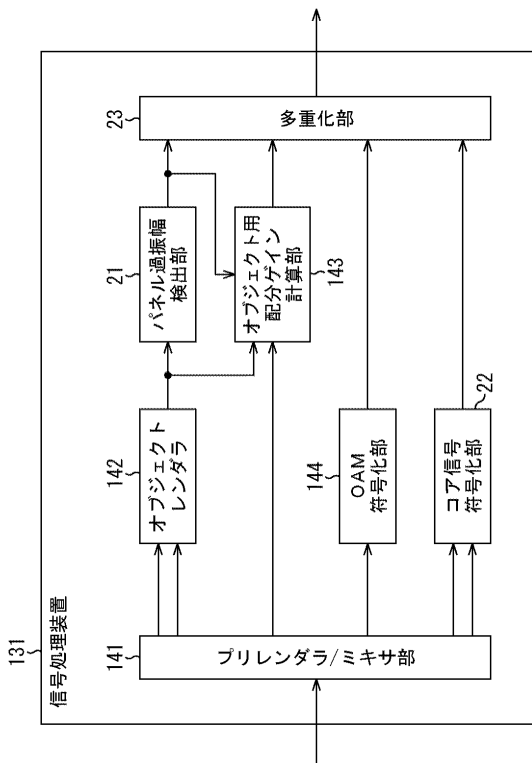 131
信号処理装置
141
プリレンダラ/ミキサ部
142
オブジェクト
レンダラ
21
パネル過振幅
検出部
オブジェクト用
配分ゲイン
計算部
143
144
OAM
符号化部
コア信号
符号化部
22
23
多重化部